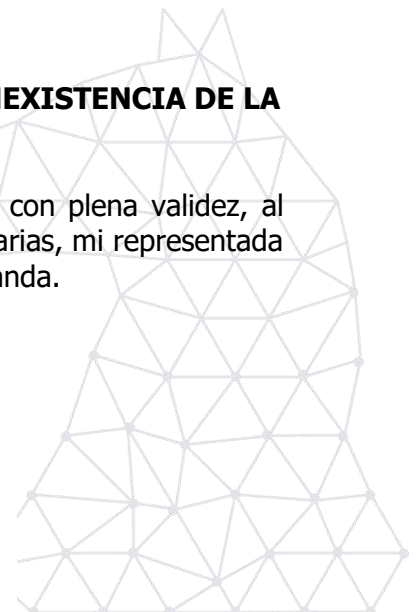 EXISTENCIA DE LA
con plena validez, al
arias, mi representada
anda.